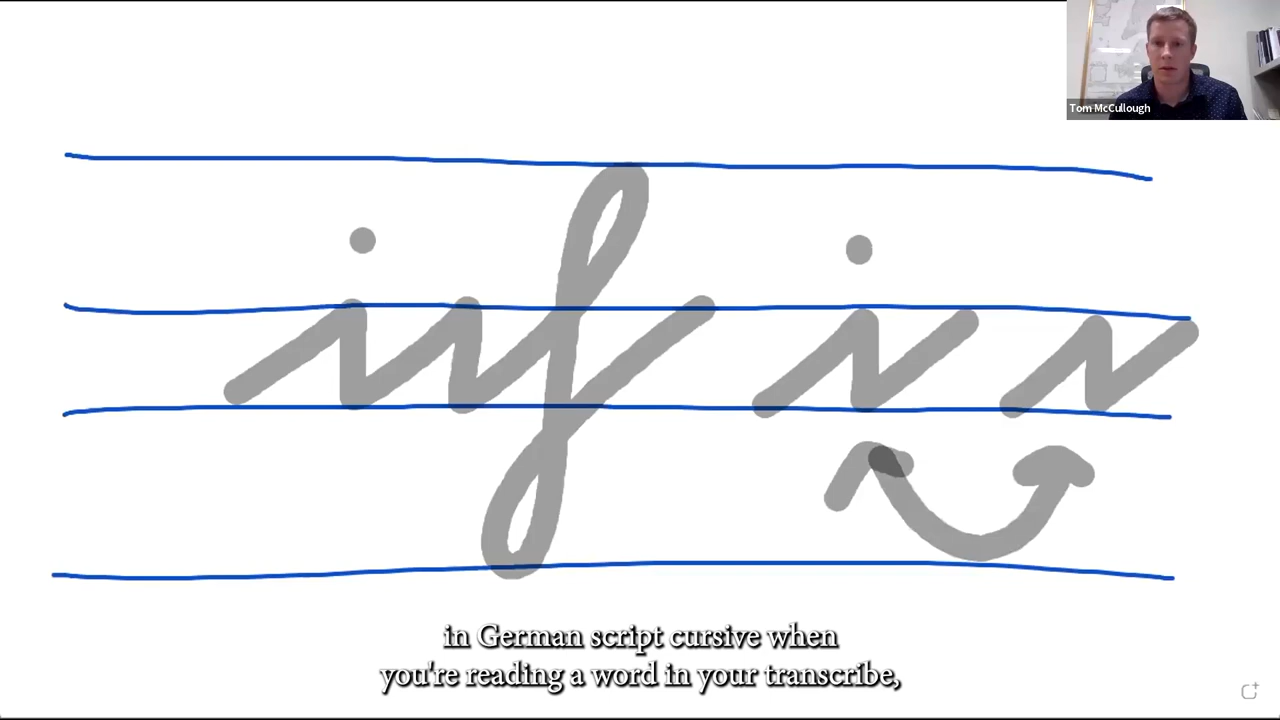 Tom McCullough
ich i c
in German script cursive when
you're reading a word in your transcribe,